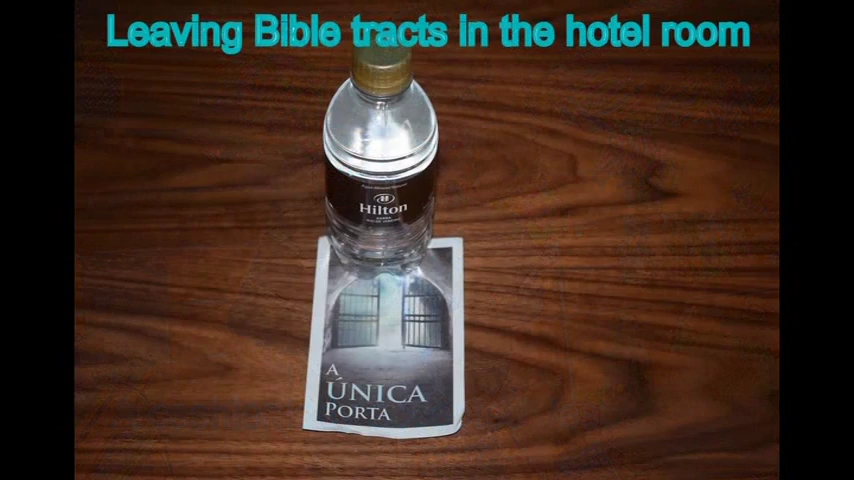 Leaving Bible tracts in the hotel room
Hilton
A
ÚNICA
PORTA